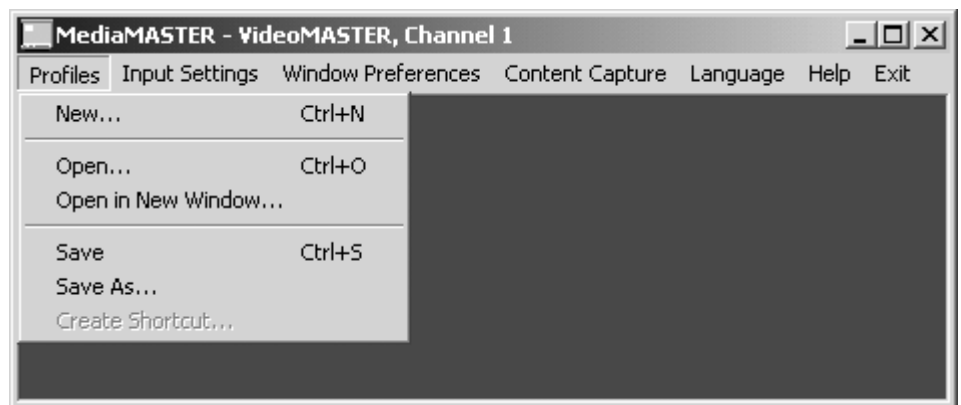 MediaMASTER - VideoMASTER, Channel 1
Profiles Input Settings Window Preferences Content Capture Language Help Exit
New... Ctrl+N
Open... Ctrl+O
Open in New Window...
Save Ctrl+S
Save As...
Create Shortcut...